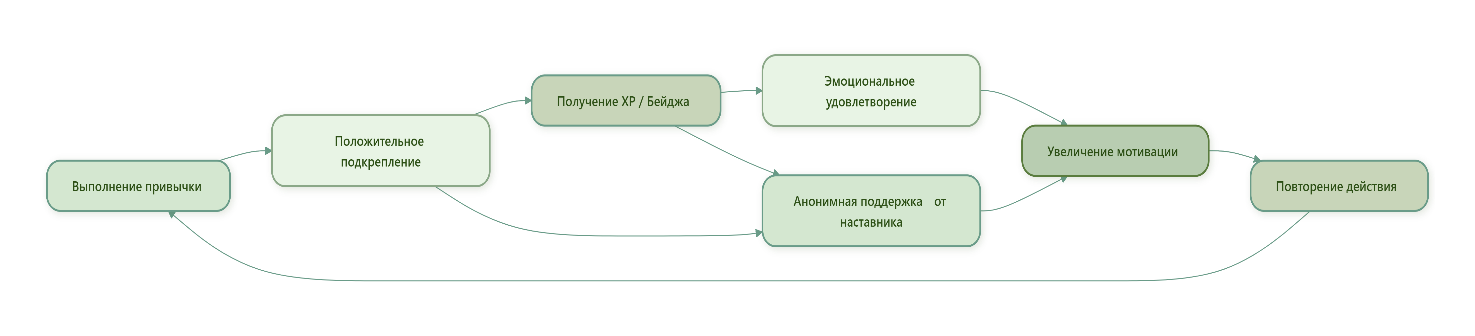 Выполнение привычки
Положительное
подкрепление
Получение XP / Бейджа
Эмоциональное
удовлетворение
Анонимная поддержка от
наставника
Увеличение мотивации
Повторение действия